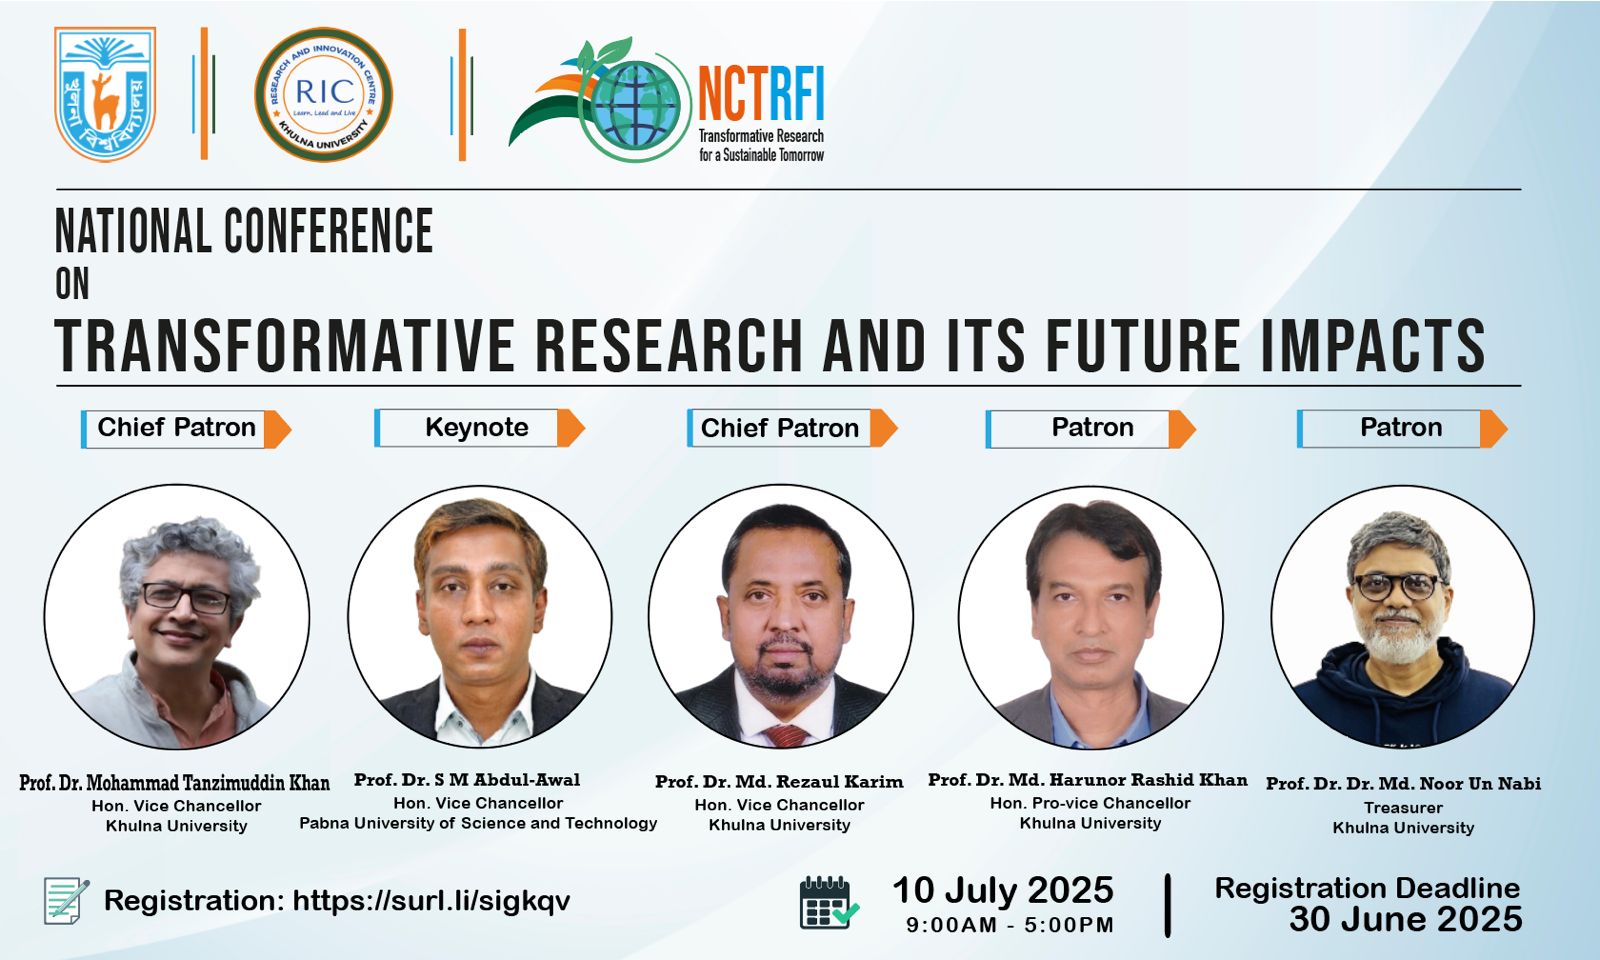 খুলনা বিশ্ববিদ্যালয়
RESEARCH AND INNOVATION CENTRE
RIC
Learn, Lead and Live
KHULNA UNIVERSITY
NCTRFI
Transformative Research
for a Sustainable Tomorrow
NATIONAL CONFERENCE
ON
TRANSFORMATIVE RESEARCH AND ITS FUTURE IMPACTS
Chief Patron
Keynote
Chief Patron
Patron
Patron
Prof. Dr. Mohammad Tanzimuddin Khan
Hon. Vice Chancellor
Khulna University
Prof. Dr. S M Abdul-Awal
Hon. Vice Chancellor
Pabna University of Science and Technology
Prof. Dr. Md. Rezaul Karim
Hon. Vice Chancellor
Khulna University
Prof. Dr. Md. Harunor Rashid Khan
Hon. Pro-vice Chancellor
Khulna University
Prof. Dr. Dr. Md. Noor Un Nabi
Treasurer
Khulna University
Registration: https://surl.li/sigkqv
10 July 2025
9:00AM - 5:00PM
Registration Deadline
30 June 2025